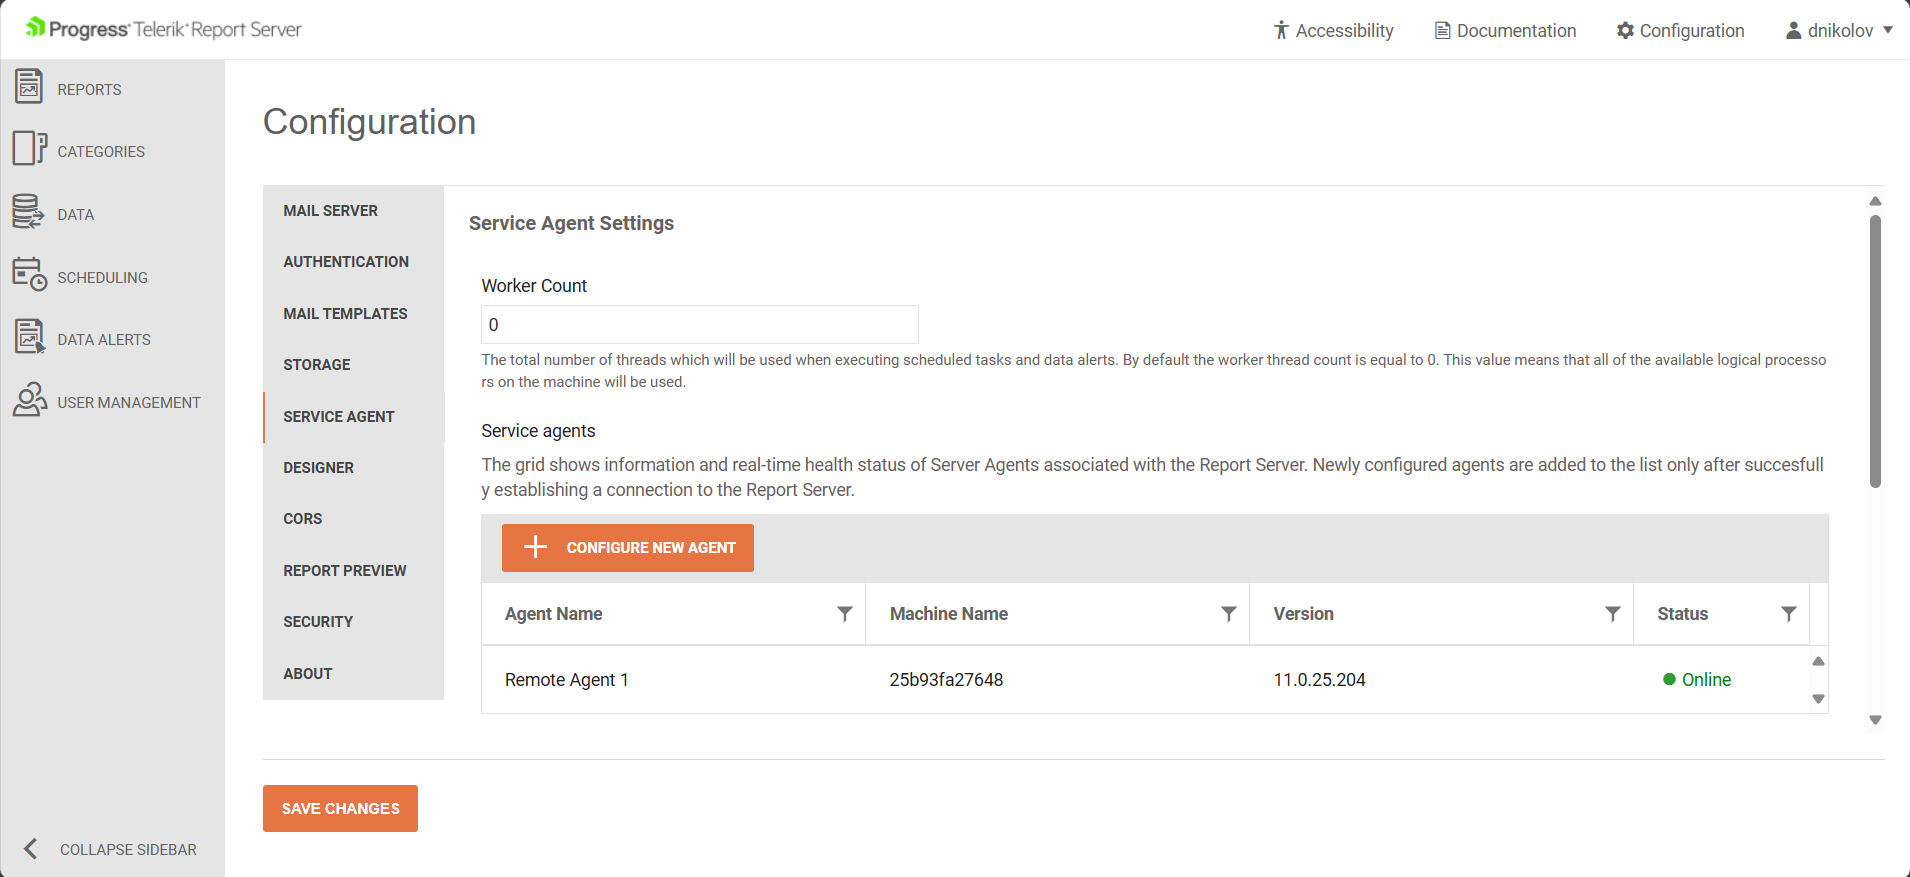 Progress® Telerik® Report Server
Accessibility
Documentation
Configuration
dnikolov
REPORTS
CATEGORIES
DATA
SCHEDULING
DATA ALERTS
USER MANAGEMENT
COLLAPSE SIDEBAR
Configuration
MAIL SERVER
AUTHENTICATION
MAIL TEMPLATES
STORAGE
SERVICE AGENT
DESIGNER
CORS
REPORT PREVIEW
SECURITY
ABOUT
Service Agent Settings
Worker Count
0
The total number of threads which will be used when executing scheduled tasks and data alerts. By default the worker thread count is equal to 0. This value means that all of the available logical processo
rs on the machine will be used.
Service agents
The grid shows information and real-time health status of Server Agents associated with the Report Server. Newly configured agents are added to the list only after succesfull
y establishing a connection to the Report Server.
CONFIGURE NEW AGENT
Agent Name
Machine Name
Version
Status
Remote Agent 1
25b93fa27648
11.0.25.204
Online
SAVE CHANGES